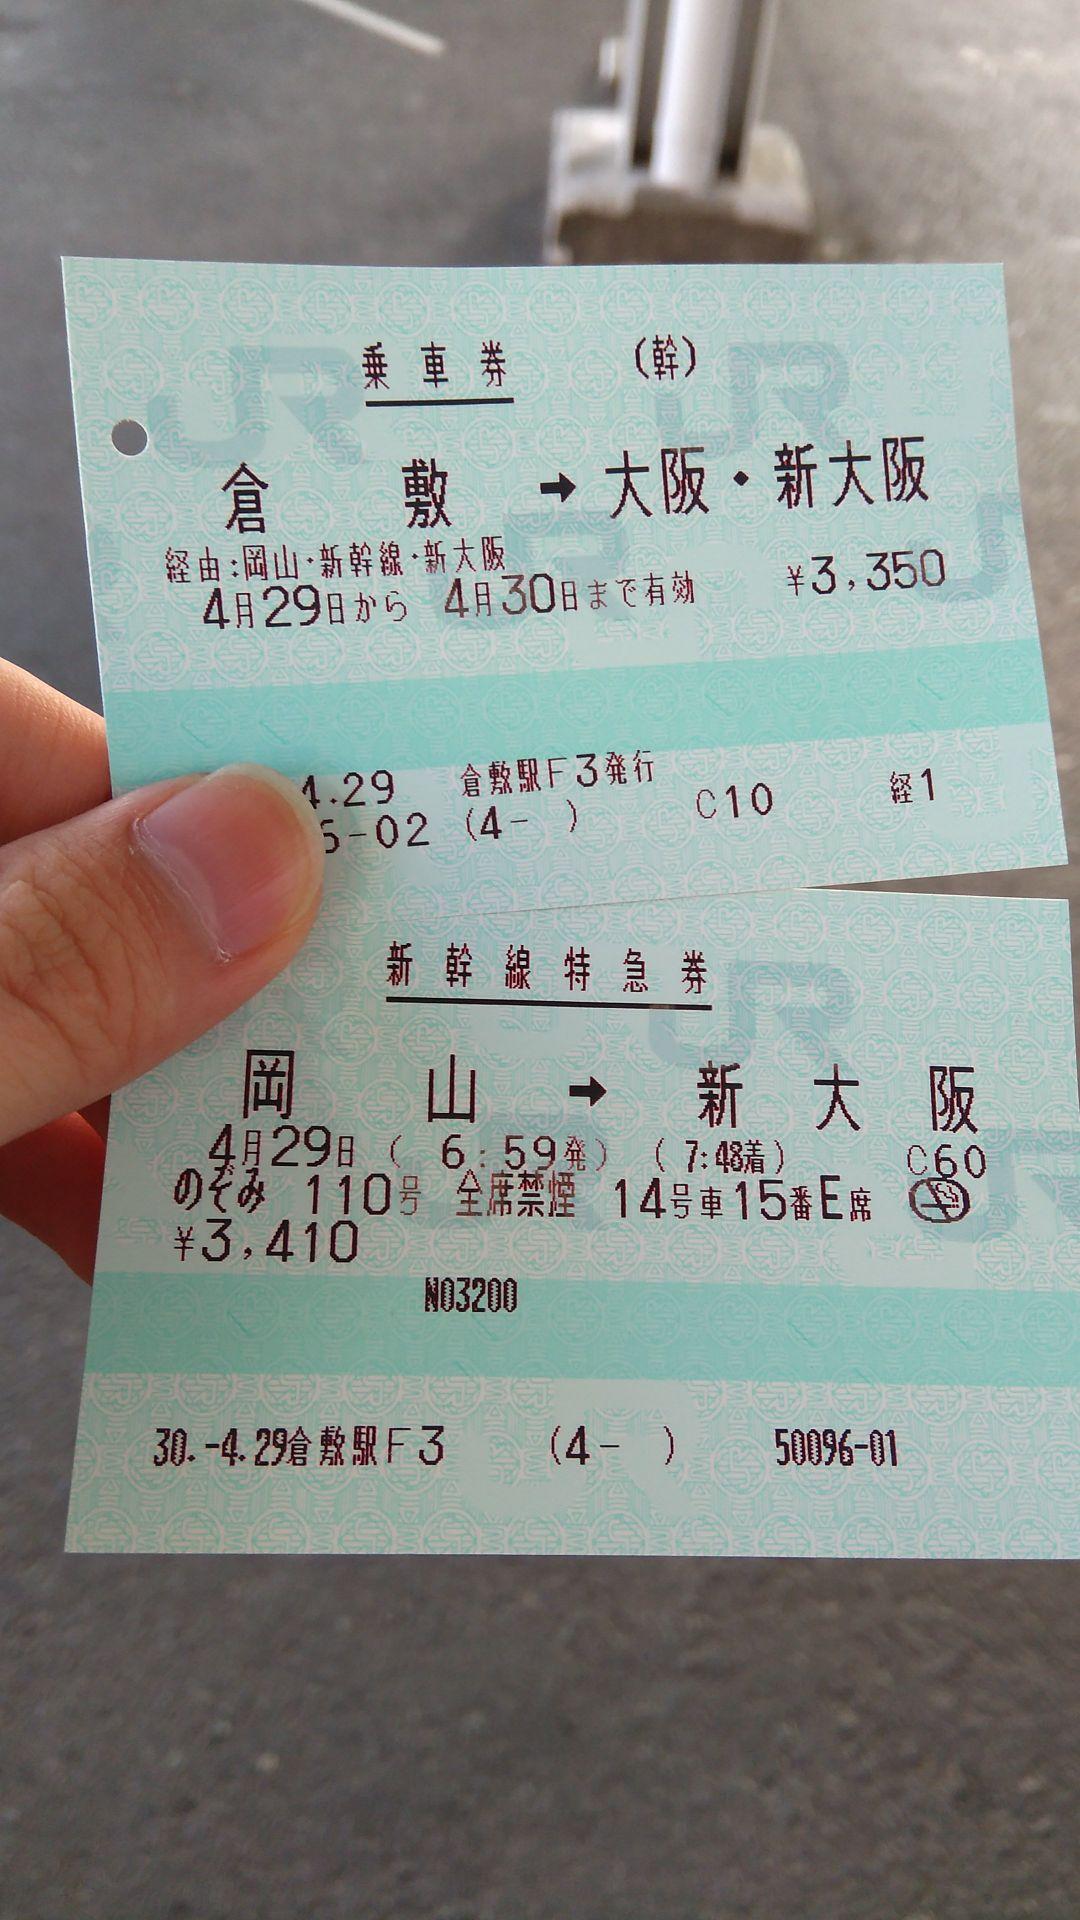 乗車券 (幹)
倉敷 → 大阪・新大阪
経由:岡山・新幹線・新大阪
4月29日から 4月30日まで有効 ¥3,350
4.29 倉敷駅F3発行
-02 (4- ) C10 経1
新幹線特急券
岡山 → 新大阪
4月29日 ( 6:59発) ( 7:48着) C60
のぞみ 110号 全席禁煙 14号車15番E席
¥3,410
N03200
30.-4.29倉敷駅F3 (4- ) 50096-01
JR